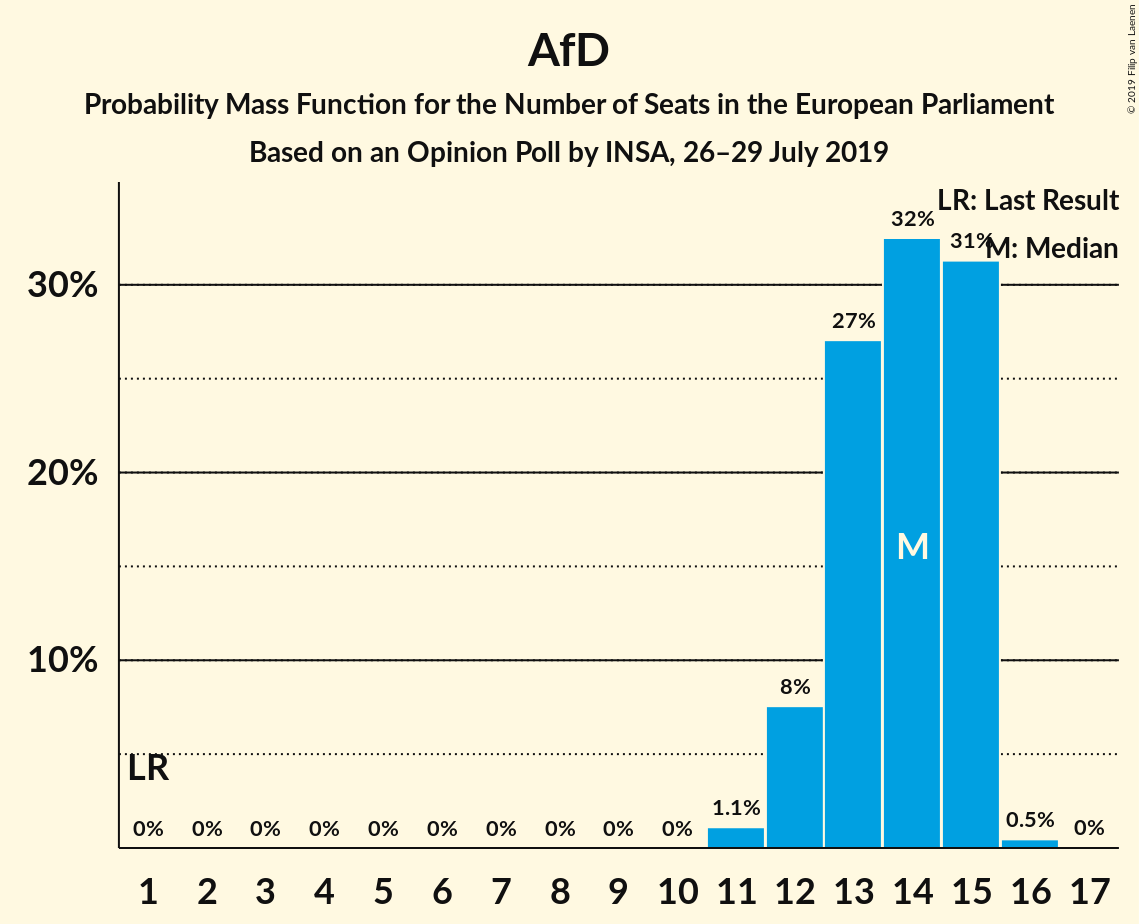 AfD
Probability Mass Function for the Number of Seats in the European Parliament
Based on an Opinion Poll by INSA, 26–29 July 2019
© 2019 Filip van Laenen
LR: Last Result
M: Median
30%
20%
10%
32%
31%
27%
M
8%
LR
0% 0% 0% 0% 0% 0% 0% 0% 0% 0% 1.1% 0.5% 0%
1 2 3 4 5 6 7 8 9 10 11 12 13 14 15 16 17